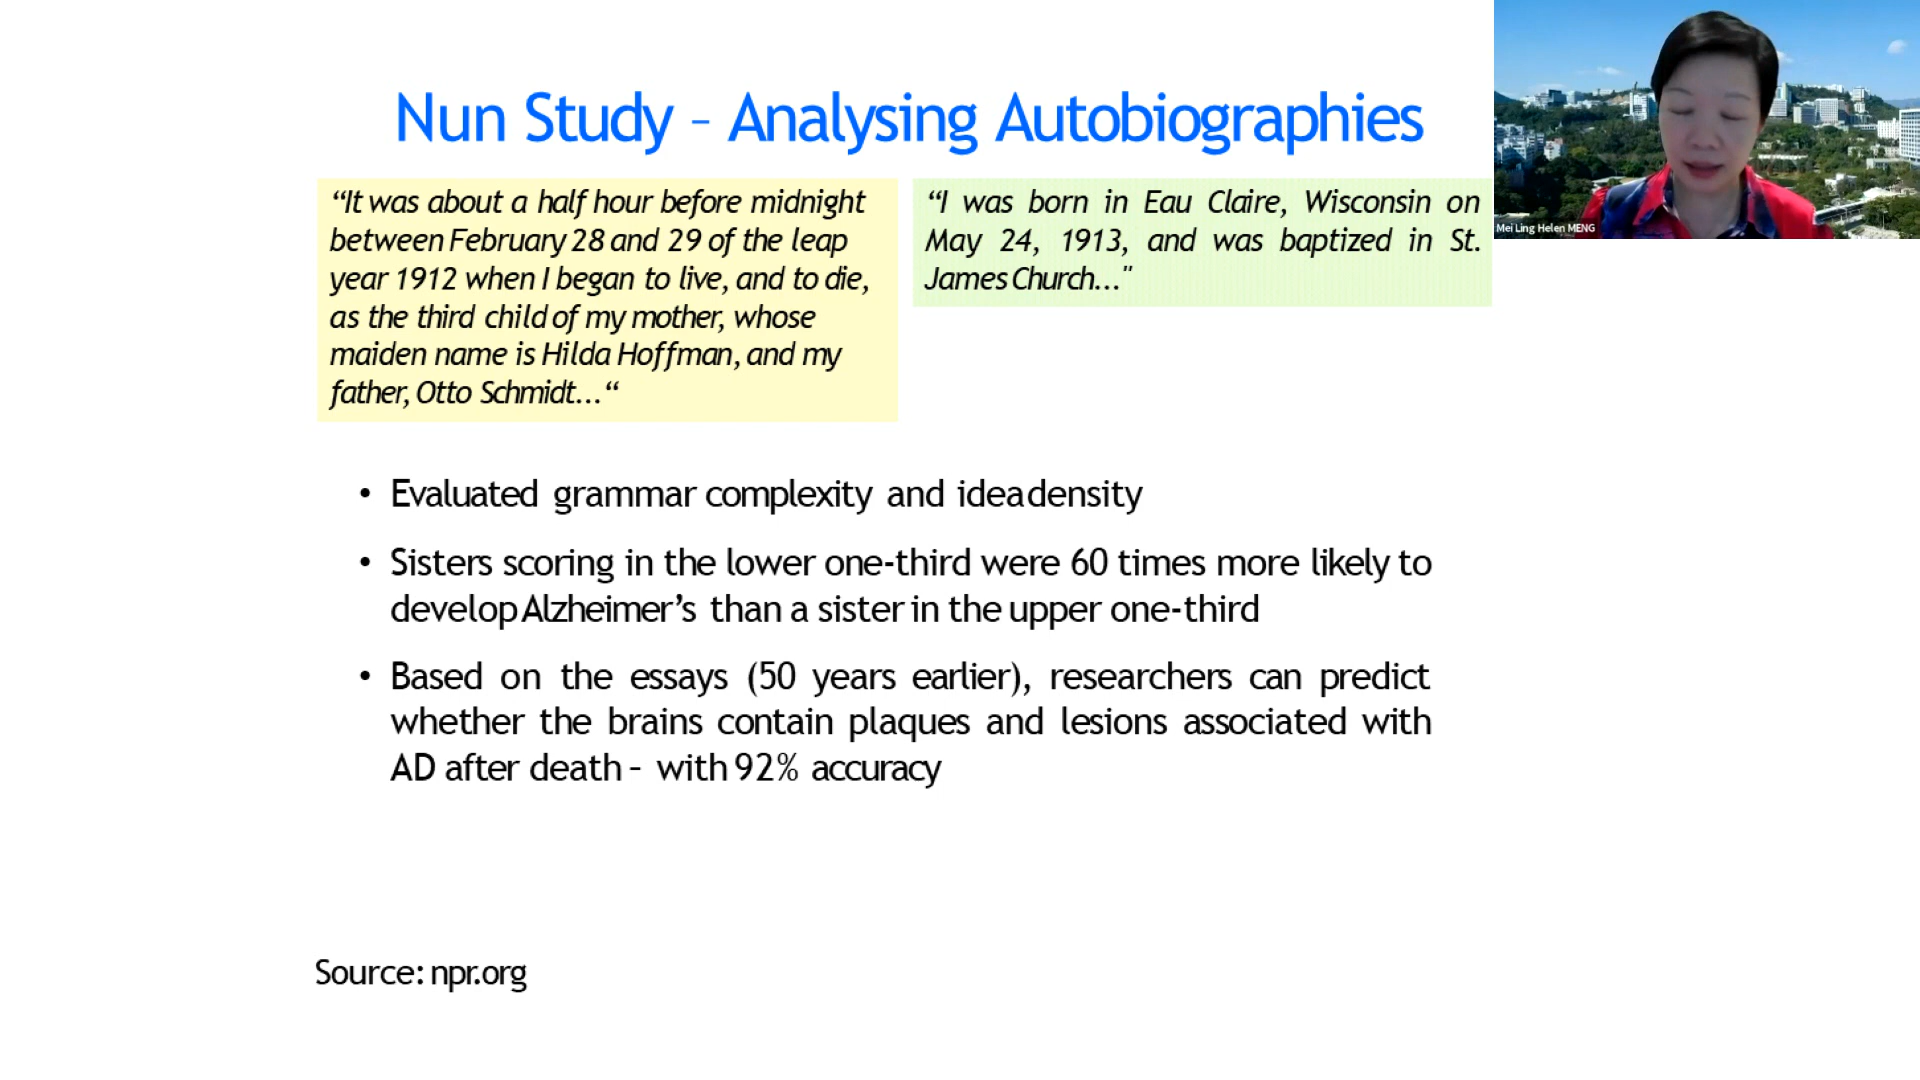 Nun Study – Analysing Autobiographies
“It was about a half hour before midnight
between February 28 and 29 of the leap
year 1912 when I began to live, and to die,
as the third child of my mother, whose
maiden name is Hilda Hoffman, and my
father, Otto Schmidt...“
“I was born in Eau Claire, Wisconsin on
May 24, 1913, and was baptized in St.
James Church..."
Mei Ling Helen MENG
• Evaluated grammar complexity and idea density
• Sisters scoring in the lower one-third were 60 times more likely to
develop Alzheimer’s than a sister in the upper one-third
• Based on the essays (50 years earlier), researchers can predict
whether the brains contain plaques and lesions associated with
AD after death – with 92% accuracy
Source: npr.org